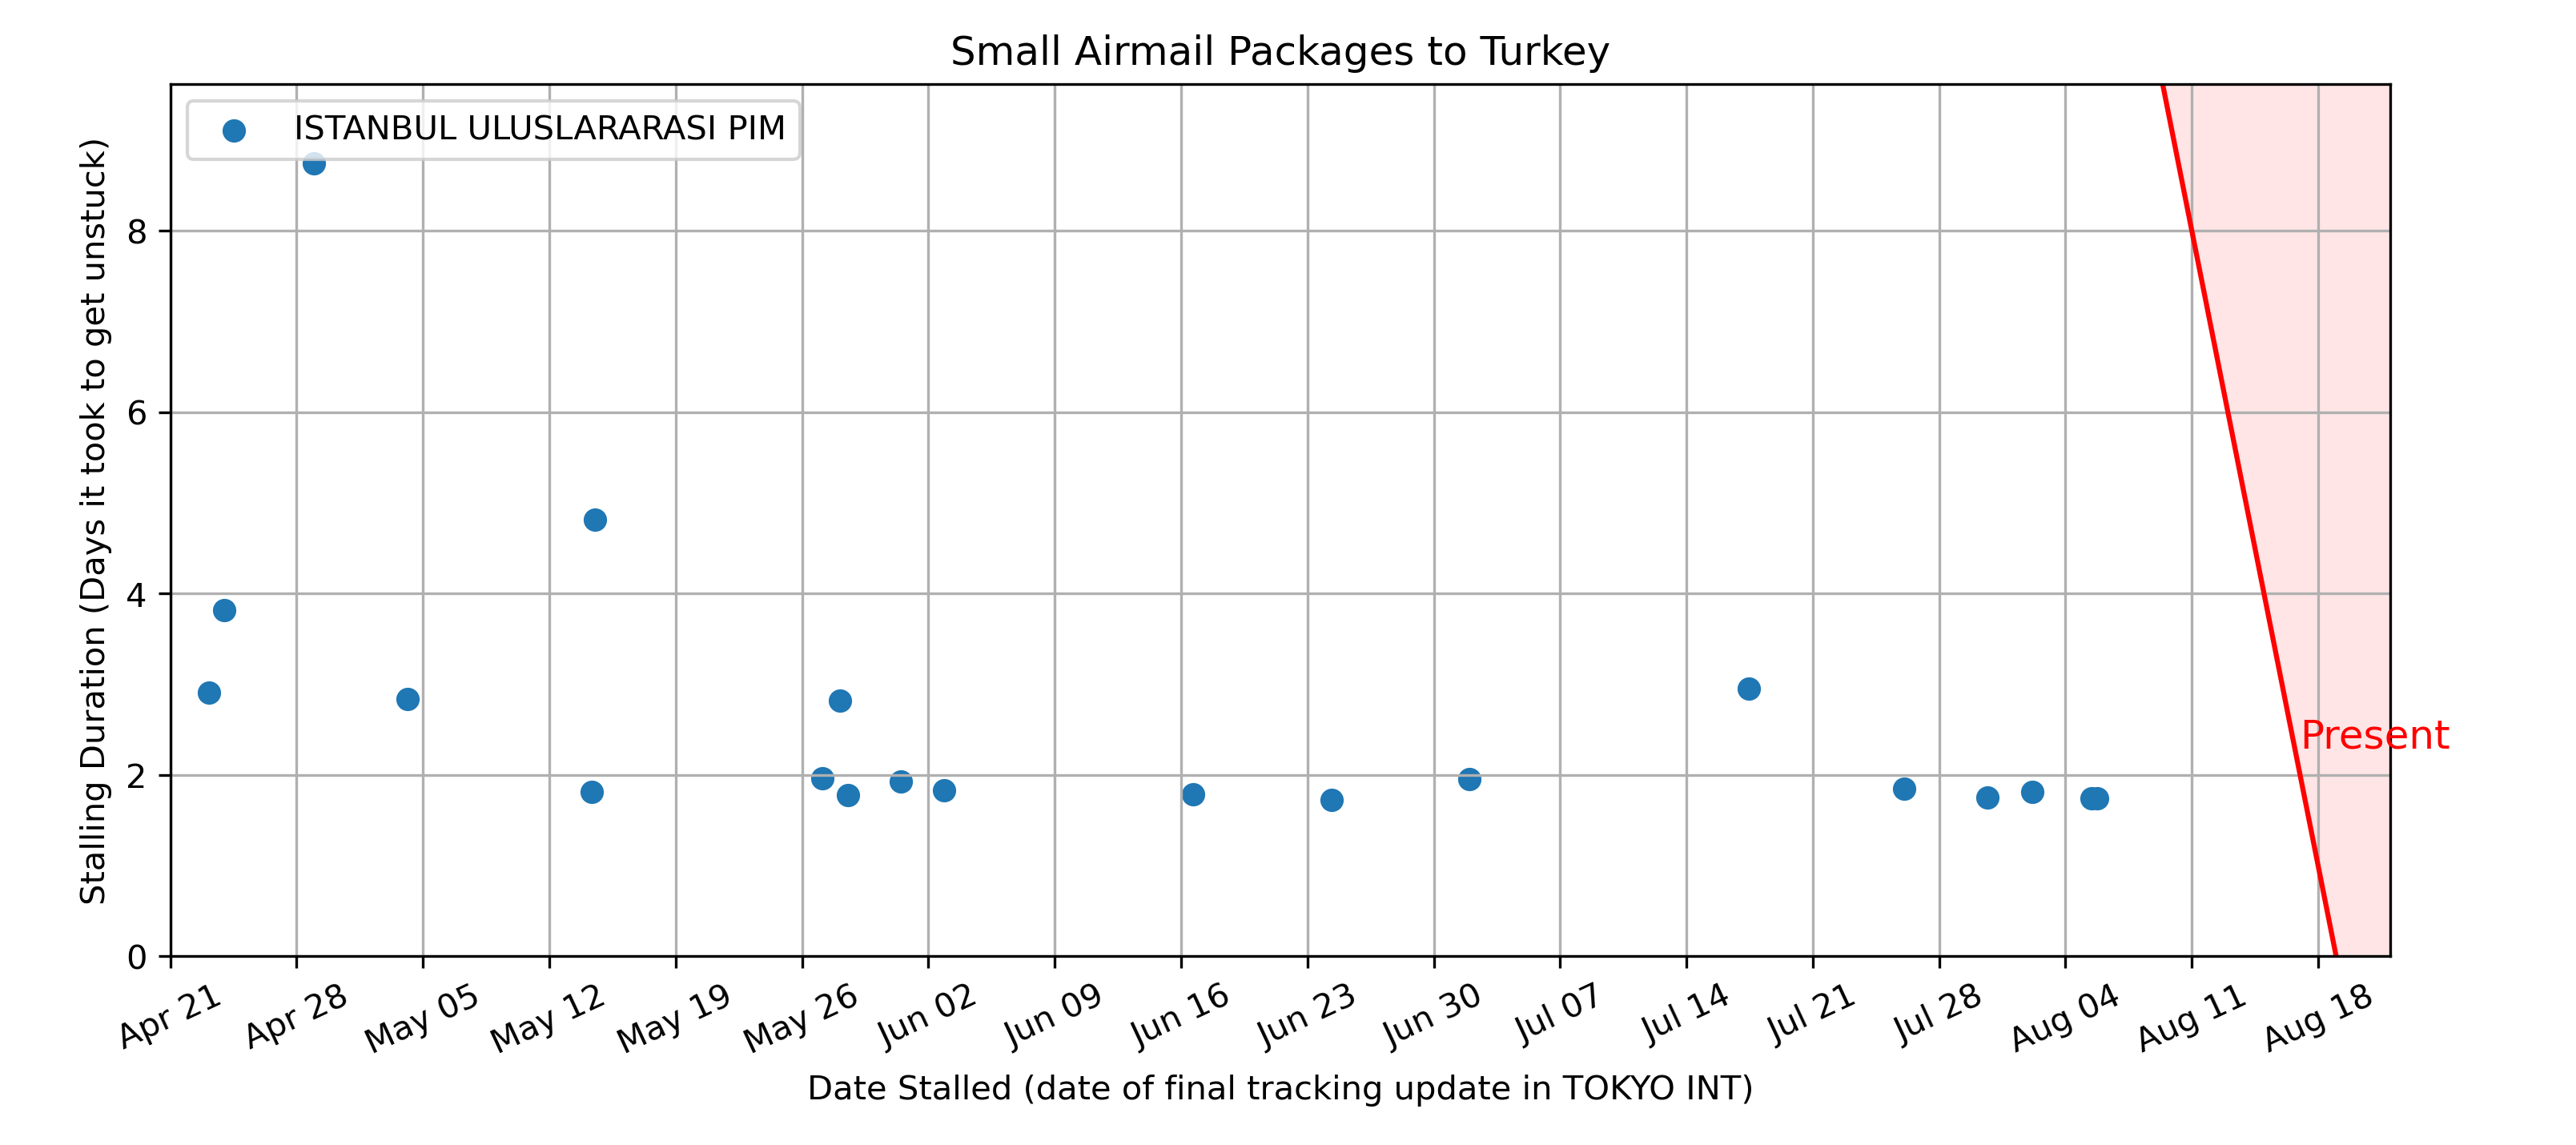 Small Airmail Packages to Turkey
ISTANBUL ULUSLARARASI PIM
Stalling Duration (Days it took to get unstuck)
8
6
4
2
0
Present
Apr 21
Apr 28
May 05
May 12
May 19
May 26
Jun 02
Jun 09
Jun 16
Jun 23
Jun 30
Jul 07
Jul 14
Jul 21
Jul 28
Aug 04
Aug 11
Aug 18
Date Stalled (date of final tracking update in TOKYO INT)